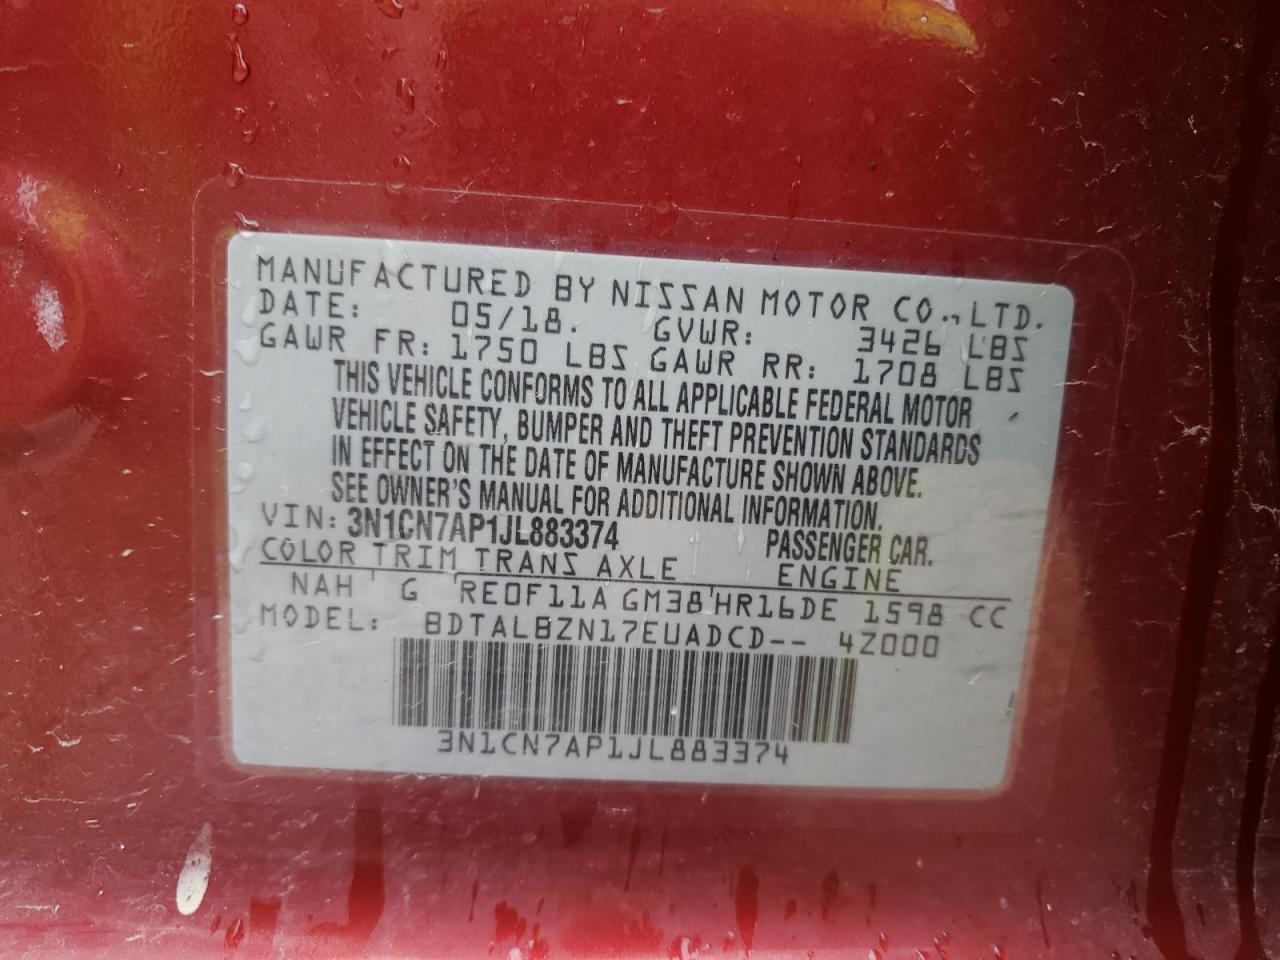 MANUFACTURED BY NISSAN MOTOR CO.,LTD.
DATE: 05/18. GVWR: 3426 LBS
GAWR FR: 1750 LBS GAWR RR: 1708 LBS
THIS VEHICLE CONFORMS TO ALL APPLICABLE FEDERAL MOTOR
VEHICLE SAFETY, BUMPER AND THEFT PREVENTION STANDARDS
IN EFFECT ON THE DATE OF MANUFACTURE SHOWN ABOVE.
SEE OWNER'S MANUAL FOR ADDITIONAL INFORMATION.
VIN: 3N1CN7AP1JL883374 PASSENGER CAR.
COLOR TRIM TRANS AXLE ENGINE
NAH G RE0F11A GM38 HR16DE 1598 CC
MODEL: BDTALBZN17EUADCD-- 4Z000
3N1CN7AP1JL883374